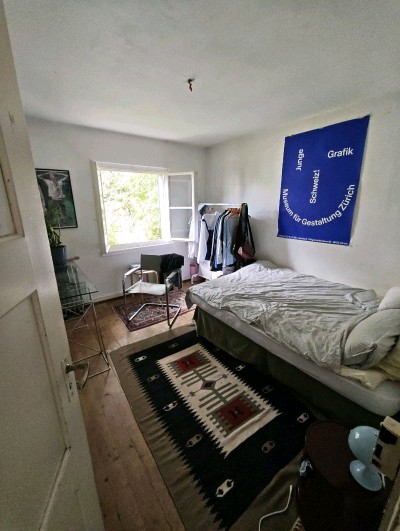 Junge
Grafik
Schweiz!
Museum für Gestaltung Zürich